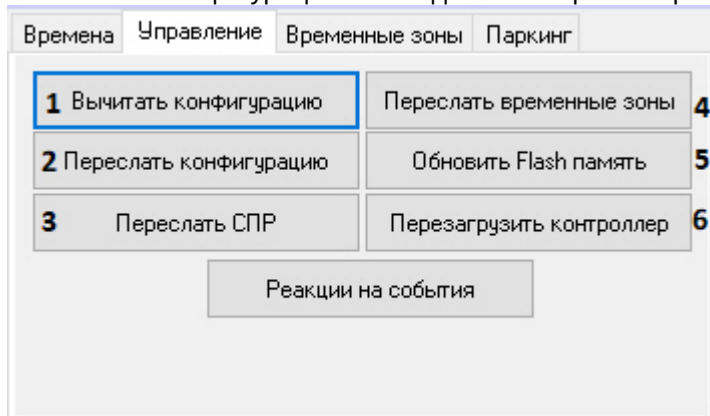 Времена Управление Временные зоны Паркинг
1 Вычитать конфигурацию Переслать временные зоны 4
2 Переслать конфигурацию Обновить Flash память 5
3 Переслать СПР Перезагрузить контроллер 6
Реакции на события